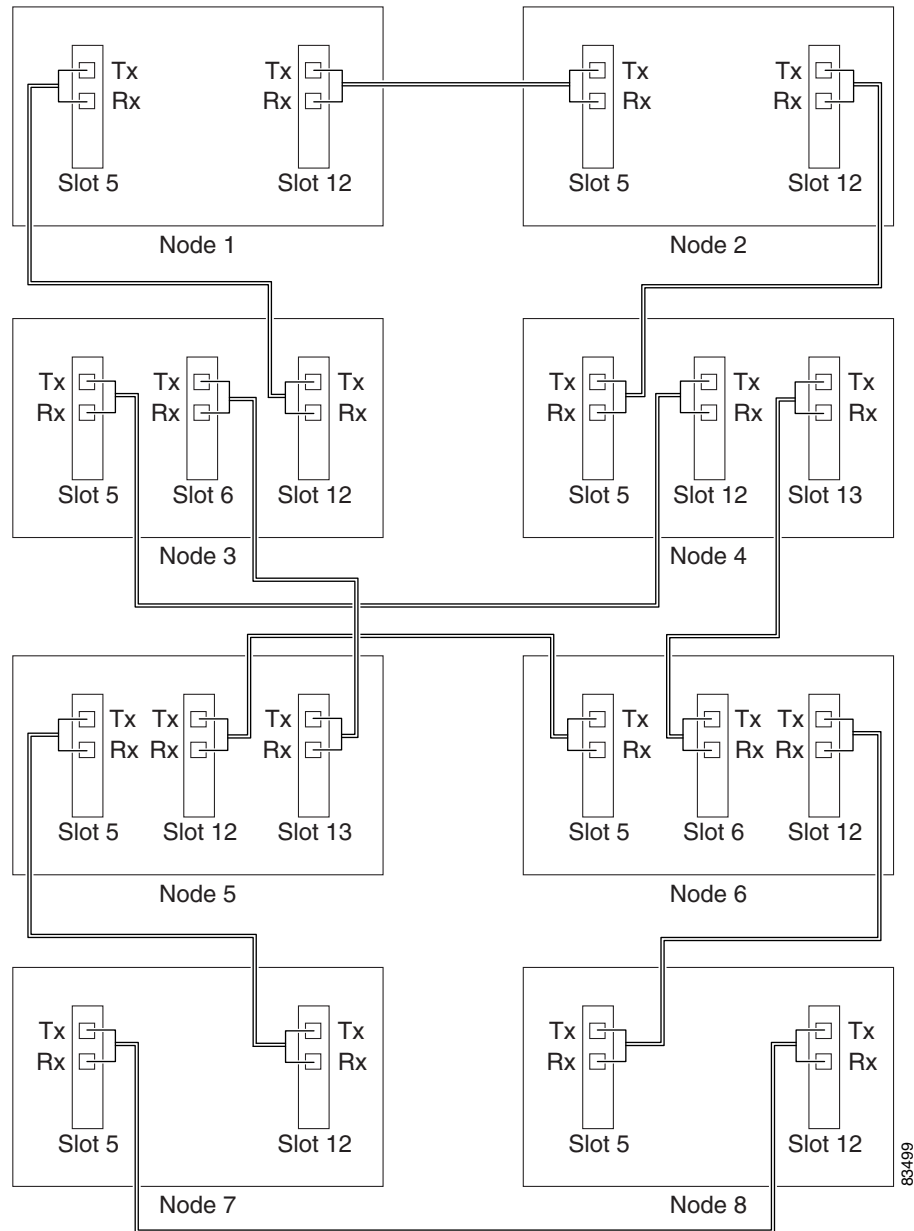 Tx Tx Tx Tx
Rx Rx Rx Rx
Slot 5 Slot 12 Slot 5 Slot 12
Node 1 Node 2
Tx Tx Tx Tx Tx Tx
Rx Rx Rx Rx Rx Rx
Slot 5 Slot 6 Slot 12 Slot 5 Slot 12 Slot 13
Node 3 Node 4
Tx Tx Tx Tx Tx Tx
Rx Rx Rx Rx Rx Rx
Slot 5 Slot 12 Slot 13 Slot 5 Slot 6 Slot 12
Node 5 Node 6
Tx Tx Tx Tx
Rx Rx Rx Rx
Slot 5 Slot 12 Slot 5 Slot 12
Node 7 Node 8
83499